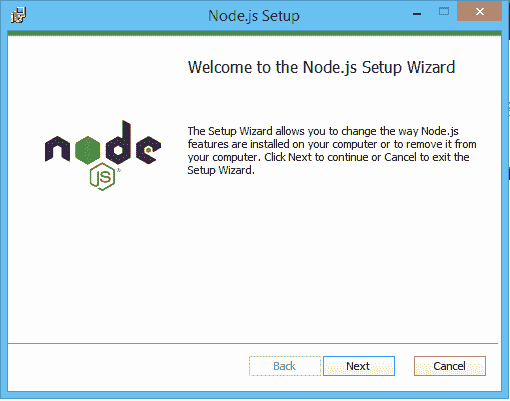 Node.js Setup
Welcome to the Node.js Setup Wizard
node
JS®
The Setup Wizard allows you to change the way Node.js
features are installed on your computer or to remove it from
your computer. Click Next to continue or Cancel to exit the
Setup Wizard.
Back
Next
Cancel